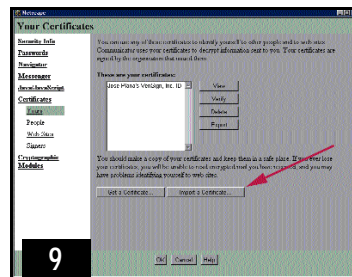 Netscape
Your Certificates
Security Info
Passwords
Navigator
Messenger
Java/JavaScript
Certificates
Yours
People
Web Sites
Signers
Cryptographic
Modules
You can use any of these certificates to identify yourself to other people and to web sites.
Communicator uses your certificates to decrypt information sent to you. Your certificates are
signed by the organization that issued them.
These are your certificates:
View
Verify
Delete
Export
You should make a copy of your certificates and keep them in a safe place. If you ever lose
your certificates, you will be unable to read encrypted mail you have received, and you may
have problems identifying yourself to web sites.
Get a Certificate...
Import a Certificate...
9
OK
Cancel
Help